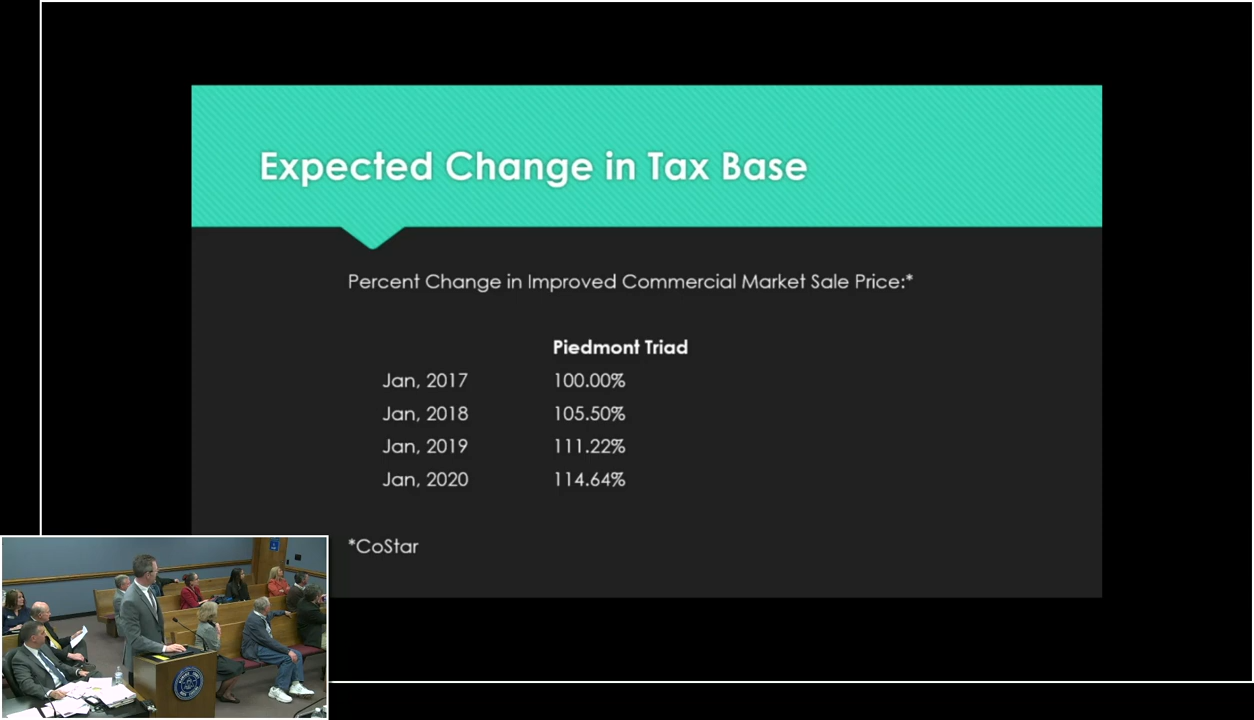 Expected Change in Tax Base
Percent Change in Improved Commercial Market Sale Price:*
Piedmont Triad
Jan, 2017 100.00%
Jan, 2018 105.50%
Jan, 2019 111.22%
Jan, 2020 114.64%
*CoStar